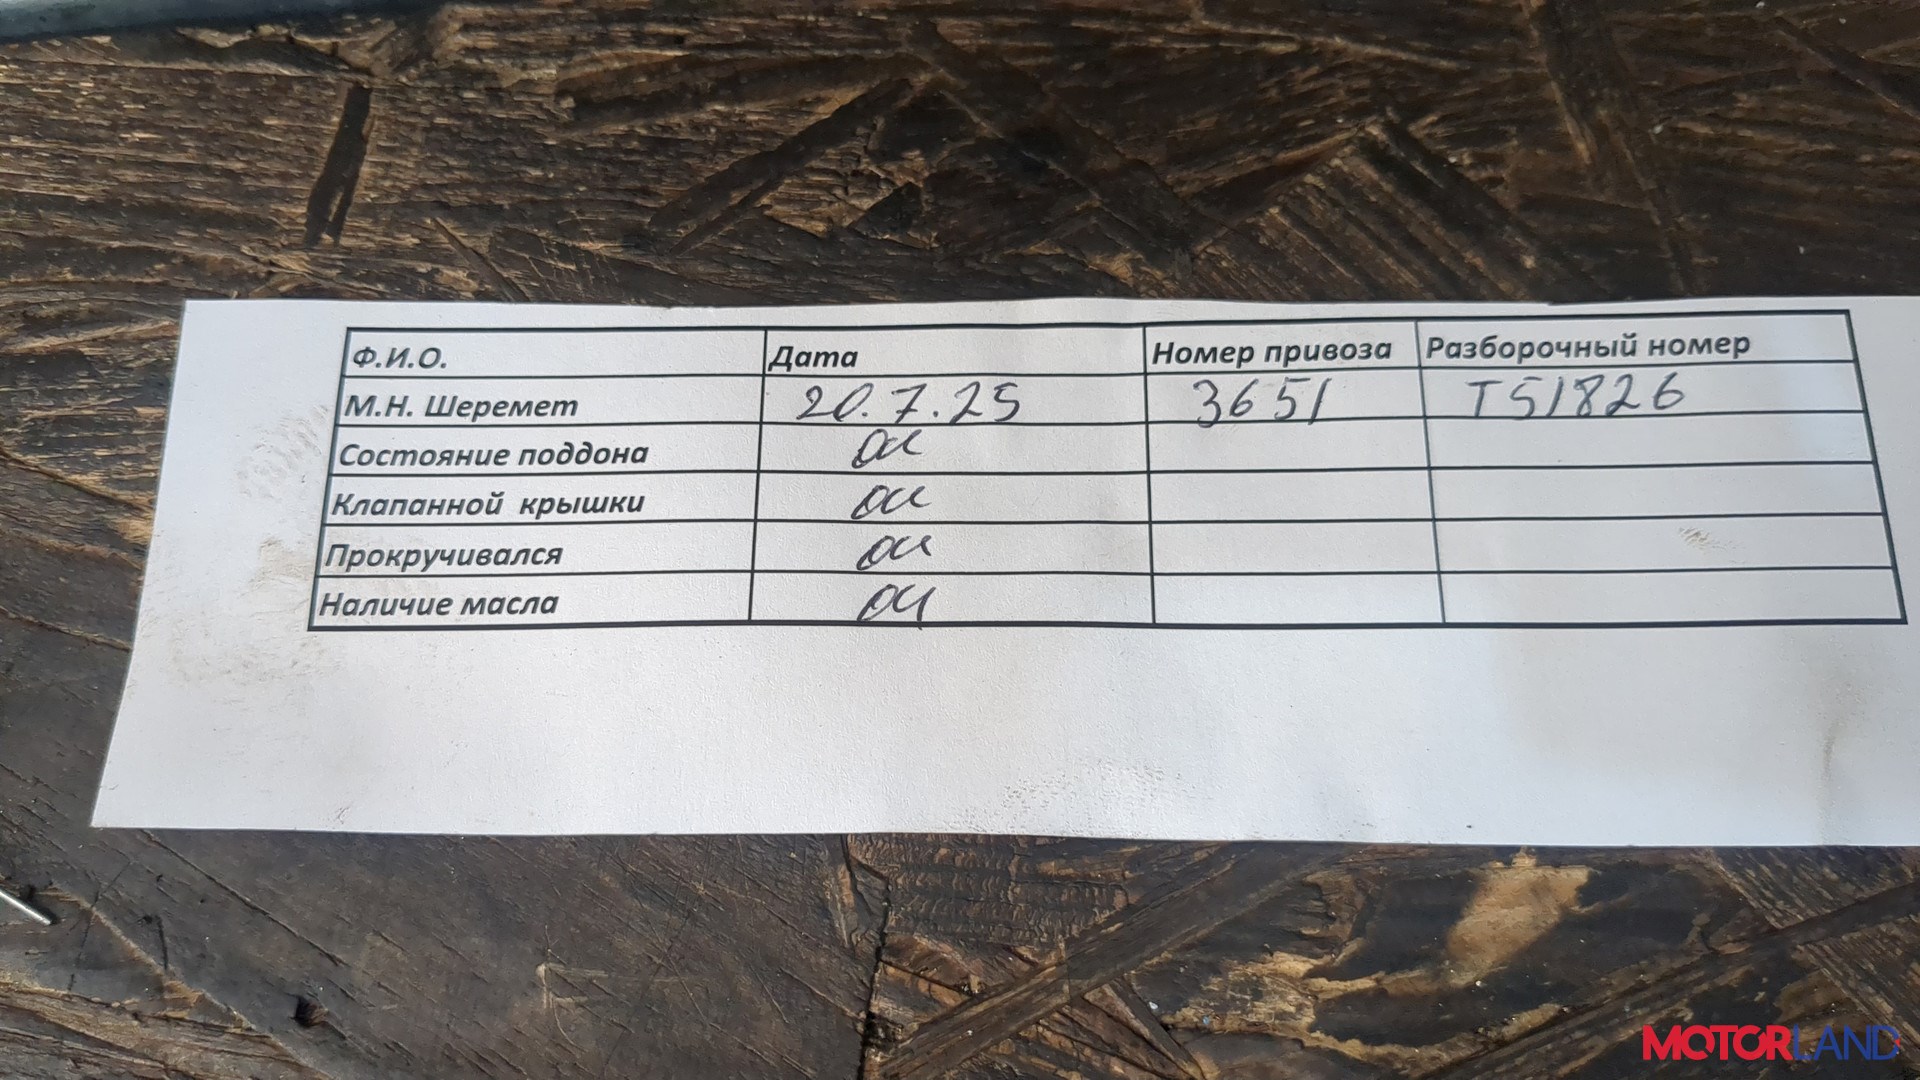 Ф.И.О. Дата Номер привоза Разборочный номер
М.Н. Шеремет 20.7.25 3651 T51826
Состояние поддона ок
Клапанной крышки ок
Прокручивался ок
Наличие масла ок
MOTORLAND